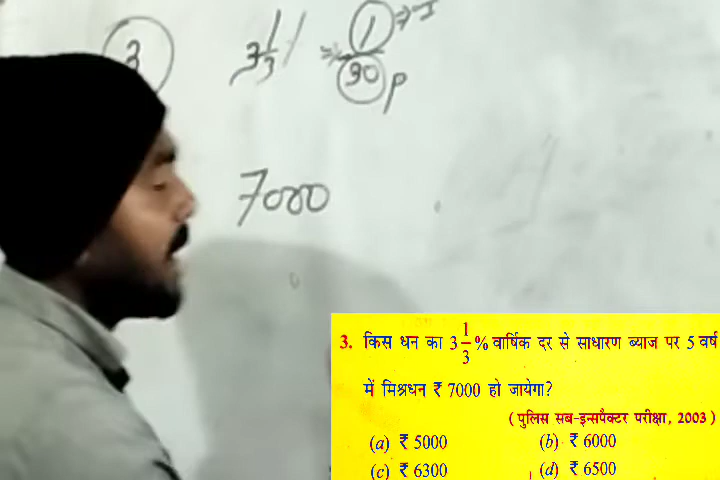 3 3 1/3 % ⇒ 1/30 ⇒ I
P
7000
3. किस धन का 3 1/3 % वार्षिक दर से साधारण ब्याज पर 5 वर्ष
में मिश्रधन ₹ 7000 हो जायेगा?
(पुलिस सब-इन्सपैक्टर परीक्षा, 2003)
(a) ₹ 5000 (b) ₹ 6000
(c) ₹ 6300 (d) ₹ 6500